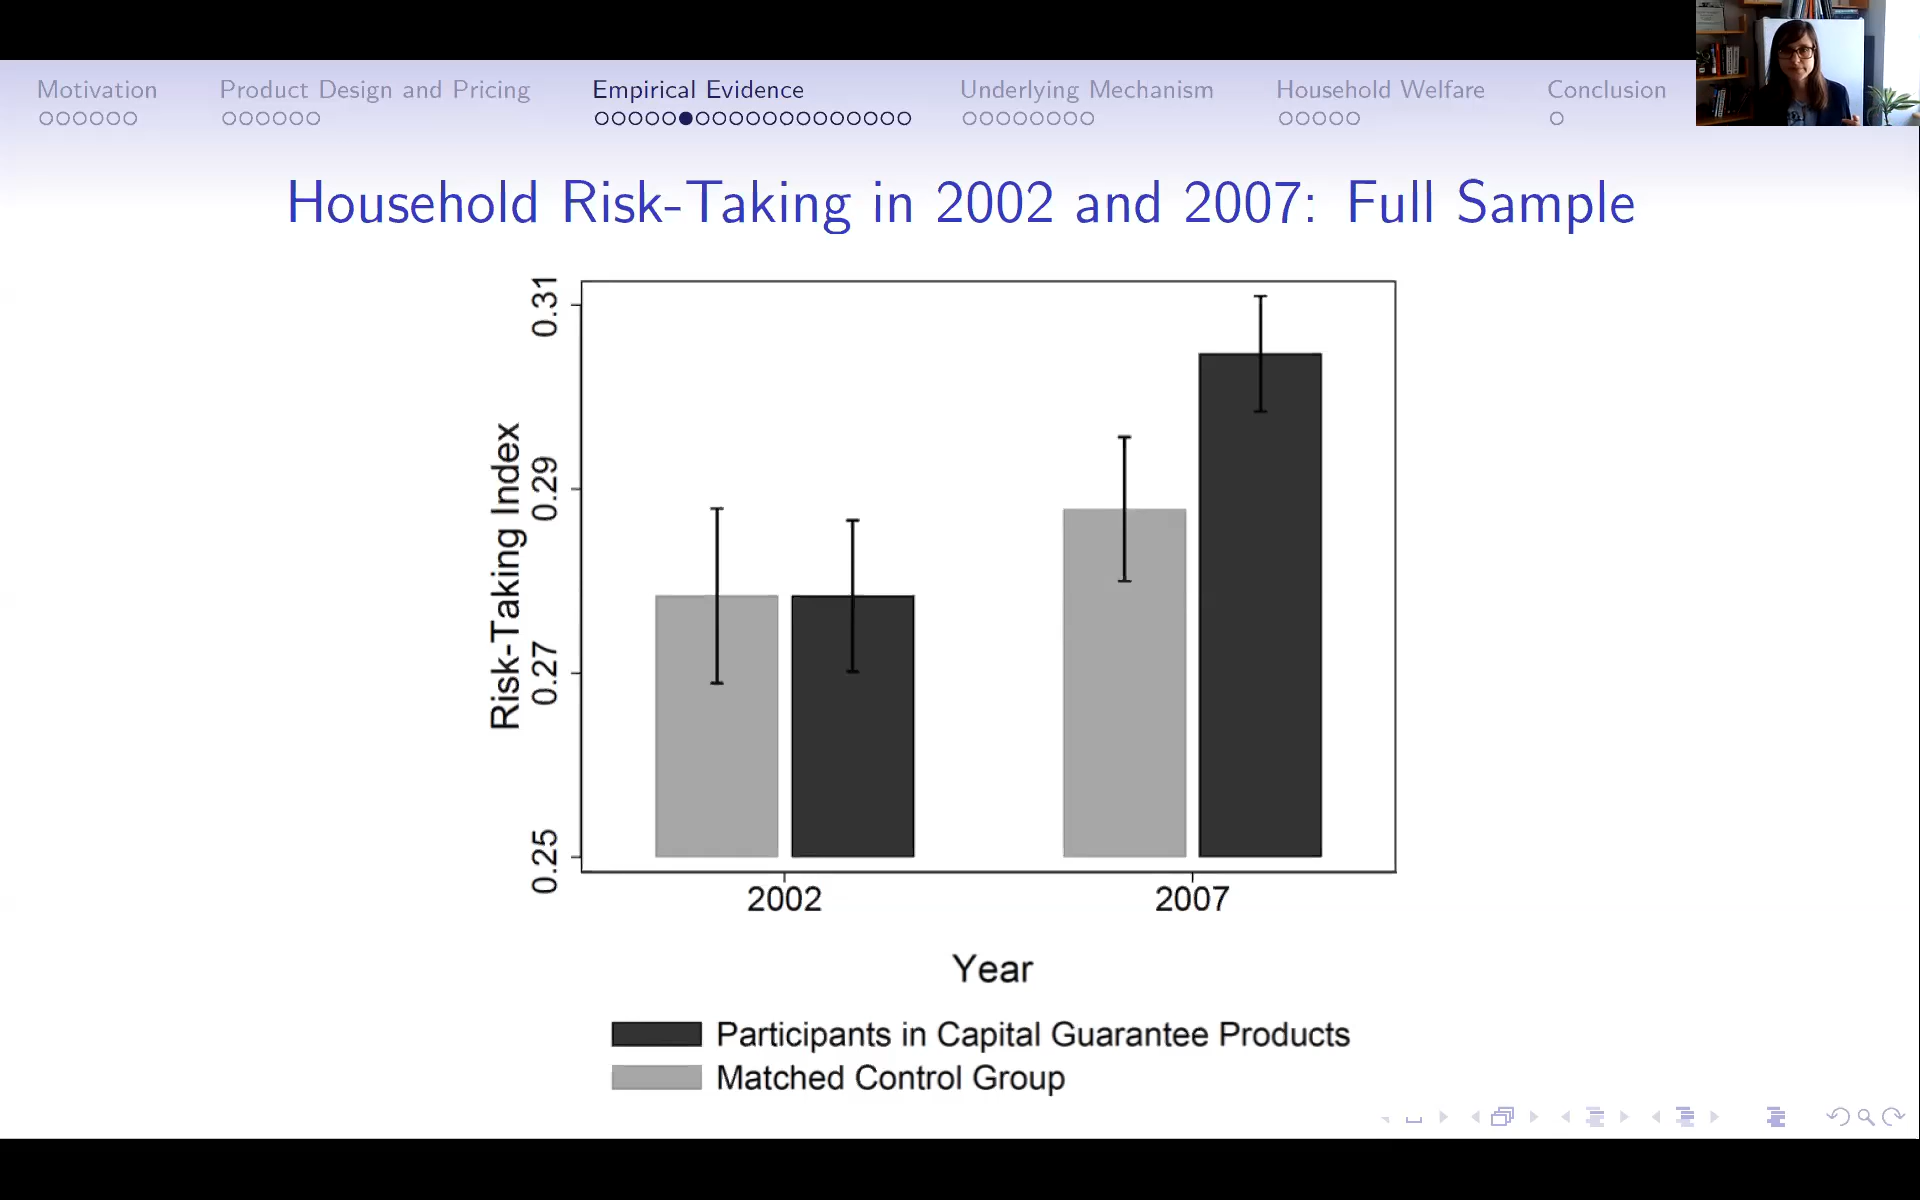 Motivation
Product Design and Pricing
Empirical Evidence
Underlying Mechanism
Household Welfare
Conclusion
Household Risk-Taking in 2002 and 2007: Full Sample
Risk-Taking Index
0.31
0.29
0.27
0.25
2002
2007
Year
Participants in Capital Guarantee Products
Matched Control Group